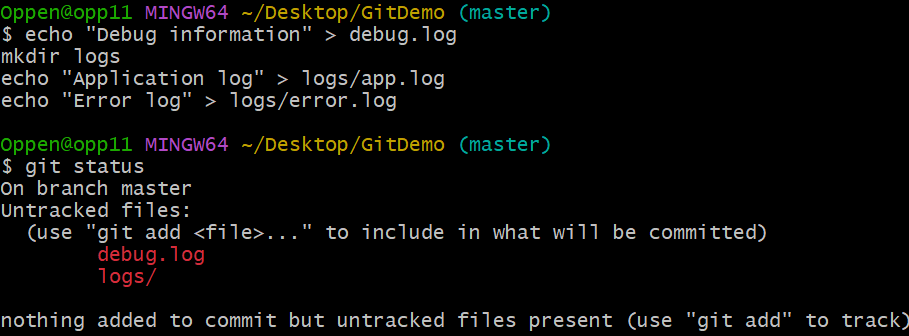 Oppen@opp11 MINGW64 ~/Desktop/GitDemo (master)
$ echo "Debug information" > debug.log
mkdir logs
echo "Application log" > logs/app.log
echo "Error log" > logs/error.log
Oppen@opp11 MINGW64 ~/Desktop/GitDemo (master)
$ git status
On branch master
Untracked files:
(use "git add <file>..." to include in what will be committed)
debug.log
logs/
nothing added to commit but untracked files present (use "git add" to track)